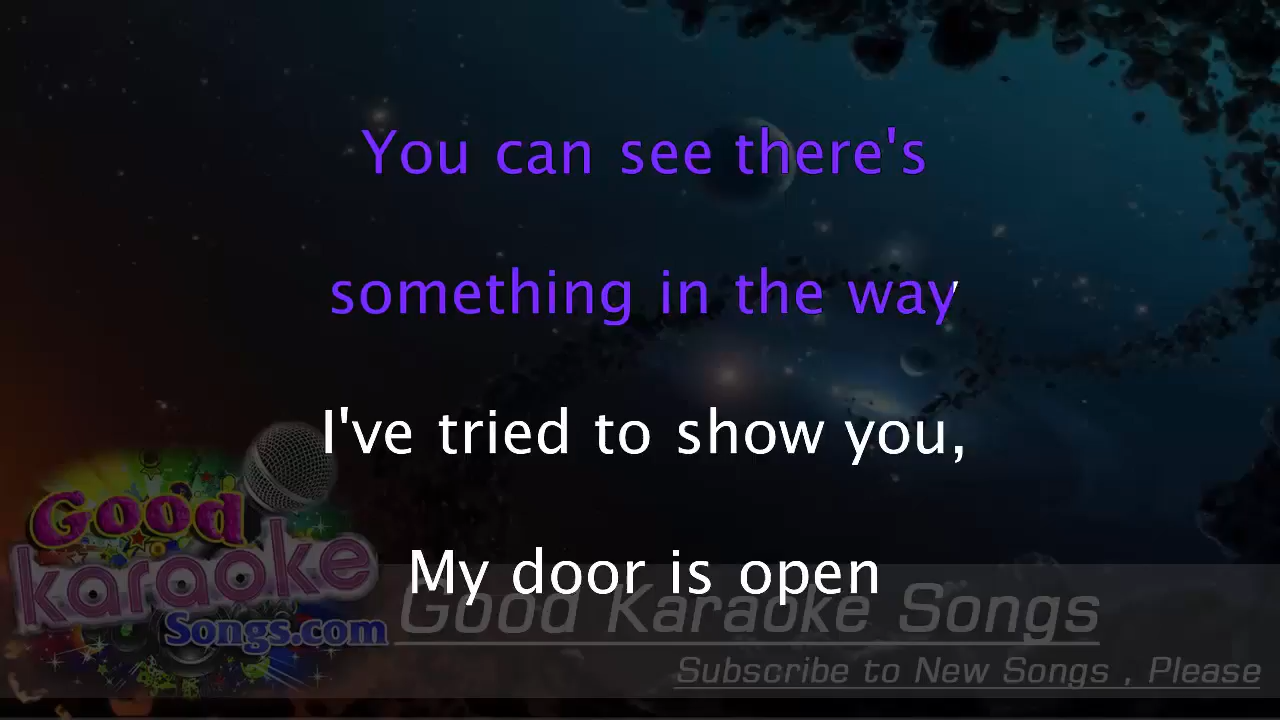 You can see there's
something in the way
I've tried to show you,
My door is open
Good
karaoke
Songs.com
Good Karaoke Songs
Subscribe to New Songs , Please